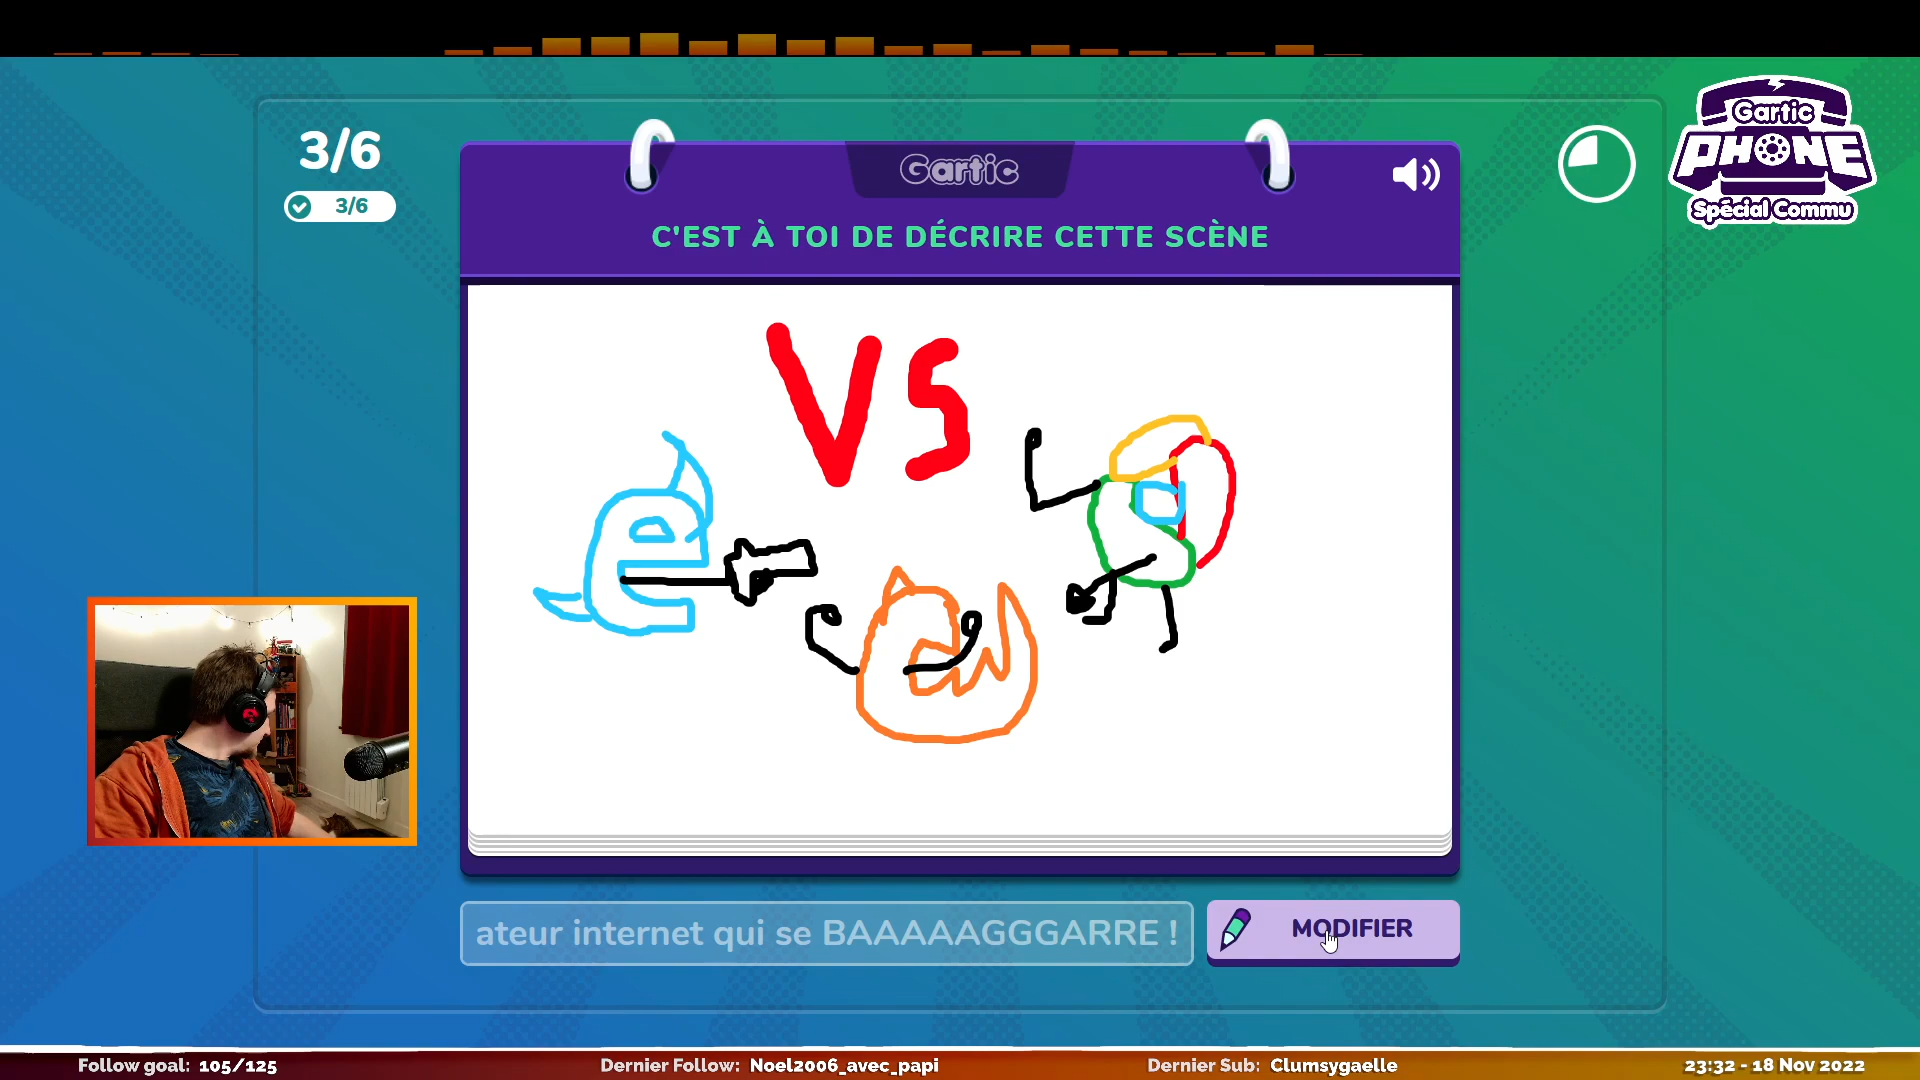 3/6
3/6
Gartic
Gartic
PHONE
Spécial Commu
C'EST À TOI DE DÉCRIRE CETTE SCÈNE
VS
ateur internet qui se BAAAAAGGGARRE !
MODIFIER
Follow goal: 105/125
Dernier Follow: Noel2006_avec_papi
Dernier Sub: Clumsygaelle
23:32 - 18 Nov 2022